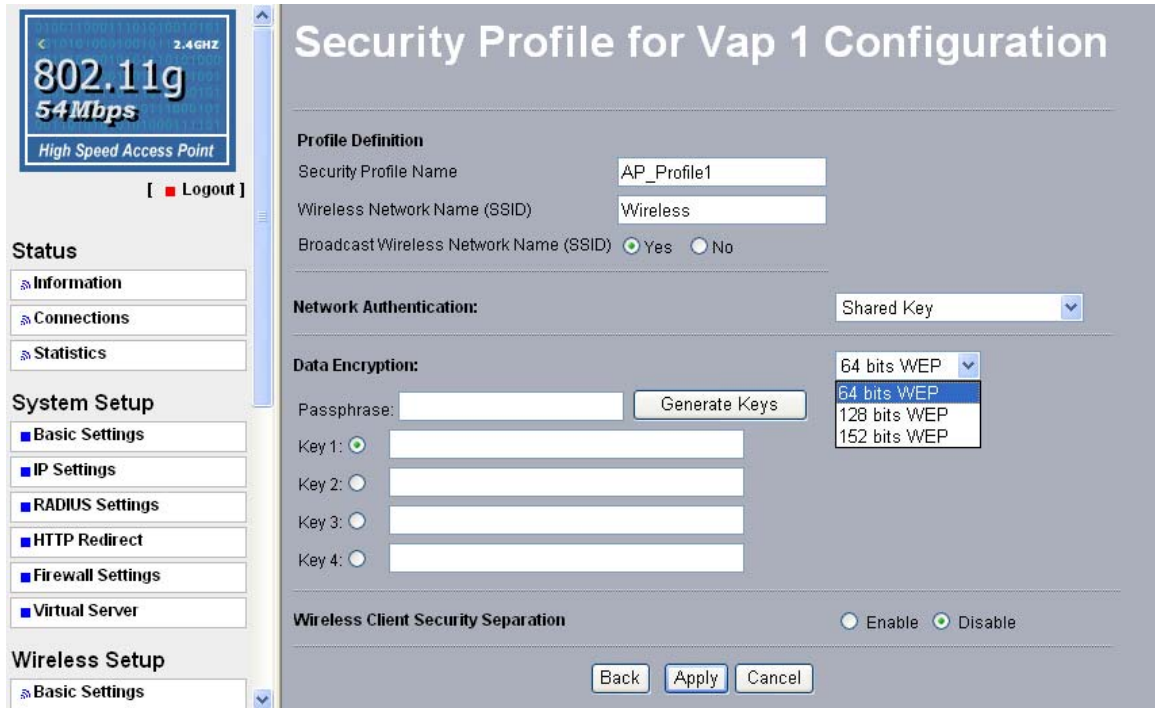 2.4GHZ
802.11g
54Mbps
High Speed Access Point
[ Logout ]
Status
Information
Connections
Statistics
System Setup
Basic Settings
IP Settings
RADIUS Settings
HTTP Redirect
Firewall Settings
Virtual Server
Wireless Setup
Basic Settings
Security Profile for Vap 1 Configuration
Profile Definition
Security Profile Name AP_Profile1
Wireless Network Name (SSID) Wireless
Broadcast Wireless Network Name (SSID) Yes No
Network Authentication: Shared Key
Data Encryption: 64 bits WEP
64 bits WEP
128 bits WEP
152 bits WEP
Passphrase: Generate Keys
Key 1:
Key 2:
Key 3:
Key 4:
Wireless Client Security Separation Enable Disable
Back Apply Cancel